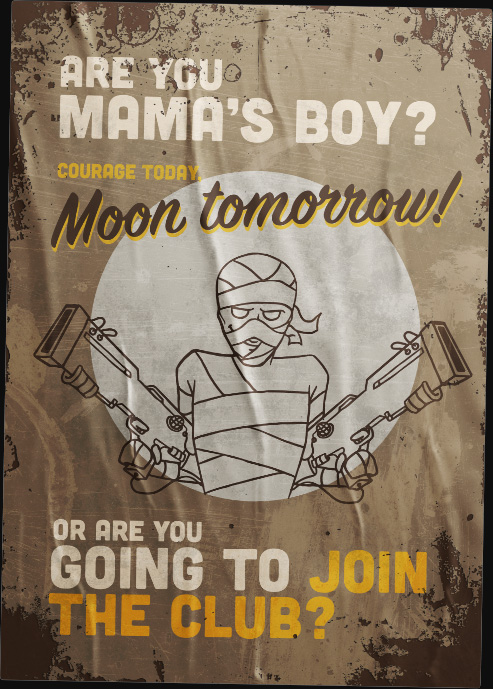 ARE YOU
MAMA'S BOY?
COURAGE TODAY,
Moon tomorrow!
OR ARE YOU
GOING TO JOIN
THE CLUB?